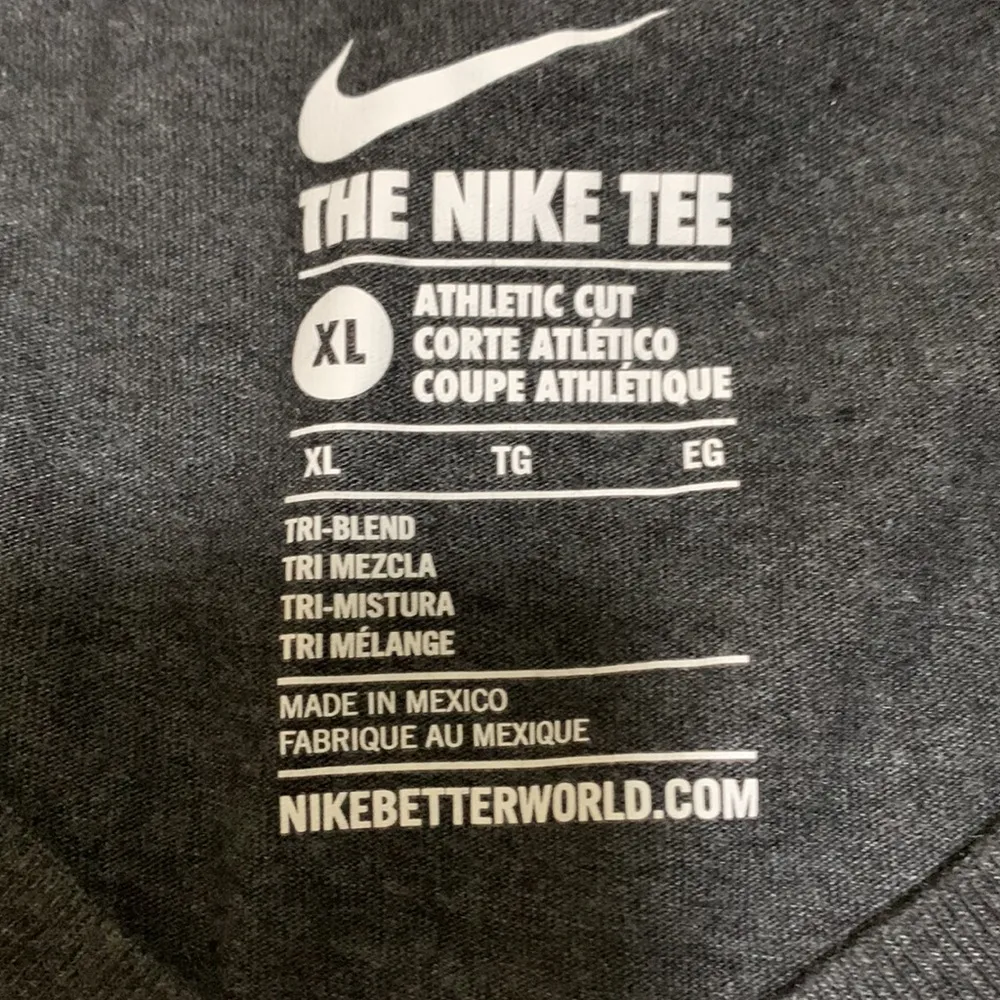 THE NIKE TEE
XL
ATHLETIC CUT
CORTE ATLÉTICO
COUPE ATHLÉTIQUE
XL TG EG
TRI-BLEND
TRI MEZCLA
TRI-MISTURA
TRI MÉLANGE
MADE IN MEXICO
FABRIQUE AU MEXIQUE
NIKEBETTERWORLD.COM